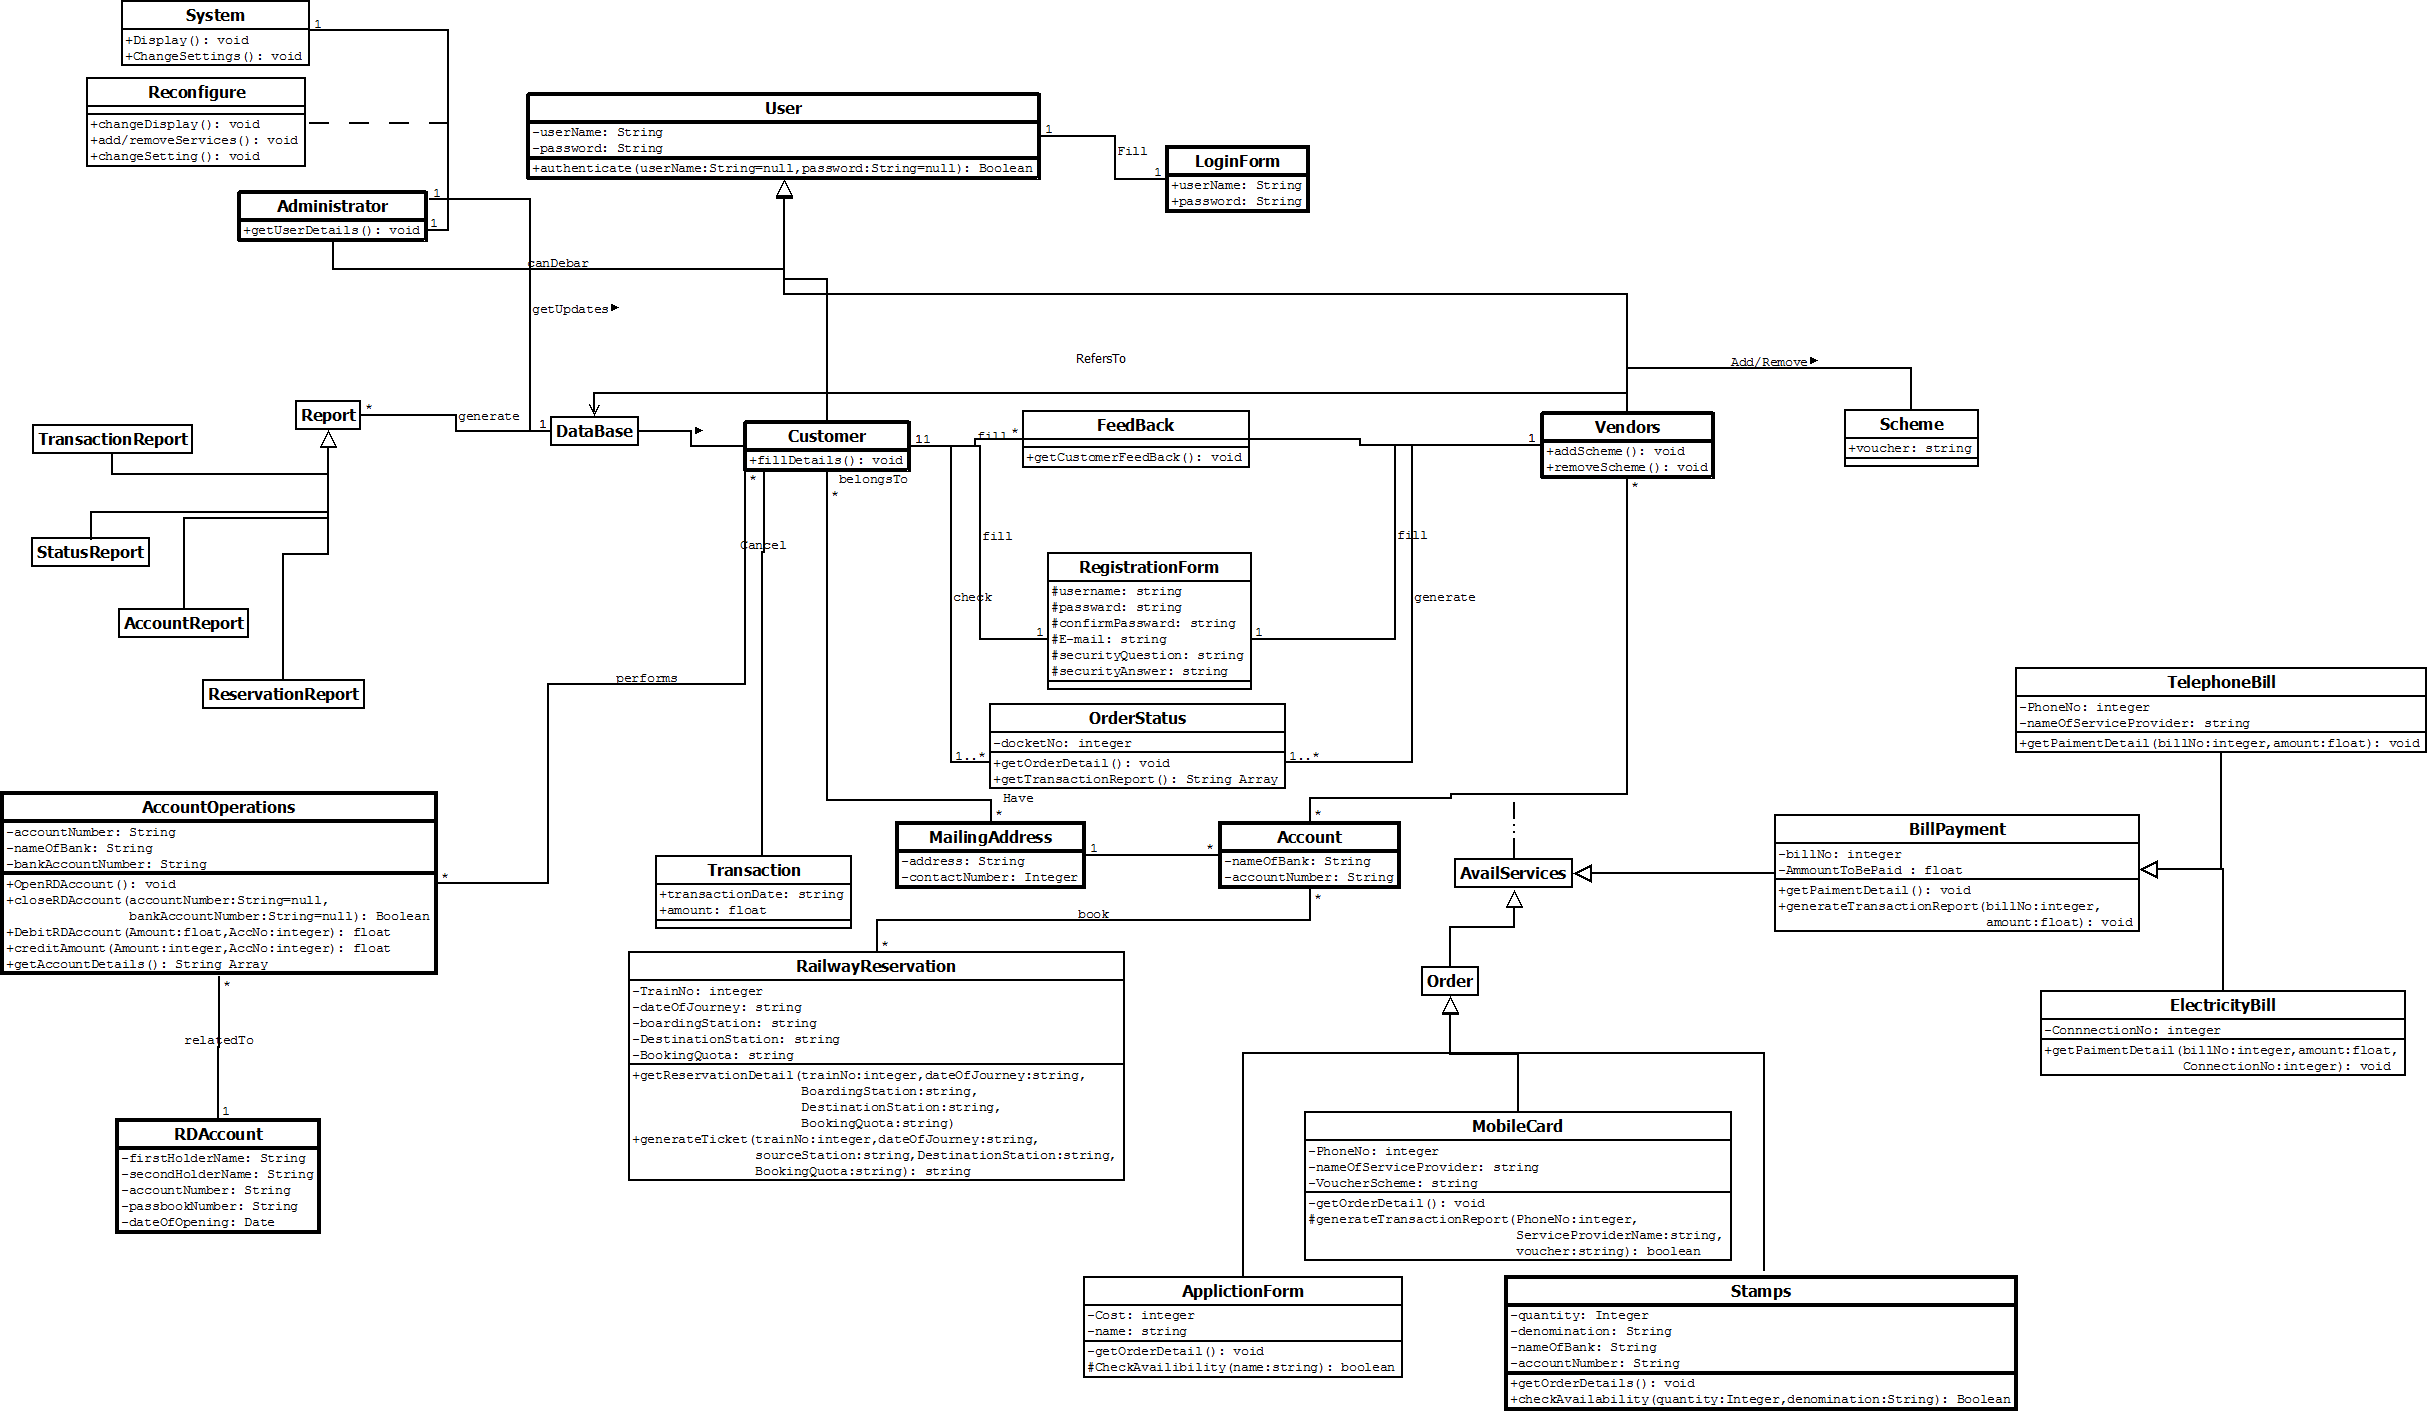 System
+Display(): void
+ChangeSettings(): void
1
Reconfigure
+changeDisplay(): void
+add/removeServices(): void
+changeSetting(): void
Administrator
+getUserDetails(): void
1
1
User
-userName: String
-password: String
+authenticate(userName:String=null,password:String=null): Boolean
1
Fill
1
LoginForm
+userName: String
+password: String
canDebar
getUpdates
RefersTo
Add/Remove
Report
*
generate
1
DataBase
TransactionReport
StatusReport
AccountReport
ReservationReport
Customer
+fillDetails(): void
11
fill
*
FeedBack
+getCustomerFeedBack(): void
1
Vendors
+addScheme(): void
+removeScheme(): void
Scheme
+voucher: string
*
belongsTo
*
*
Cancel
fill
fill
check
generate
RegistrationForm
#username: string
#passward: string
#confirmPassward: string
#E-mail: string
#securityQuestion: string
#securityAnswer: string
1
1
performs
OrderStatus
-docketNo: integer
+getOrderDetail(): void
+getTransactionReport(): String Array
1..*
1..*
TelephoneBill
-PhoneNo: integer
-nameOfServiceProvider: string
+getPaimentDetail(billNo:integer,amount:float): void
Have
*
*
AccountOperations
-accountNumber: String
-nameOfBank: String
-bankAccountNumber: String
+OpenRDAccount(): void
+closeRDAccount(accountNumber:String=null,
bankAccountNumber:String=null): Boolean
+DebitRDAccount(Amount:float,AccNo:integer): float
+creditAmount(Amount:integer,AccNo:integer): float
+getAccountDetails(): String Array
*
*
Transaction
+transactionDate: string
+amount: float
MailingAddress
-address: String
-contactNumber: Integer
1
*
Account
-nameOfBank: String
-accountNumber: String
*
book
*
AvailServices
BillPayment
-billNo: integer
-AmmountToBePaid : float
+getPaimentDetail(): void
+generateTransactionReport(billNo:integer,
amount:float): void
Order
RailwayReservation
-TrainNo: integer
-dateOfJourney: string
-boardingStation: string
-DestinationStation: string
-BookingQuota: string
+getReservationDetail(trainNo:integer,dateOfJourney:string,
BoardingStation:string,
DestinationStation:string,
BookingQuota:string)
+generateTicket(trainNo:integer,dateOfJourney:string,
sourceStation:string,DestinationStation:string,
BookingQuota:string): string
ElectricityBill
-ConnnectionNo: integer
+getPaimentDetail(billNo:integer,amount:float,
ConnectionNo:integer): void
relatedTo
1
RDAccount
-firstHolderName: String
-secondHolderName: String
-accountNumber: String
-passbookNumber: String
-dateOfOpening: Date
MobileCard
-PhoneNo: integer
-nameOfServiceProvider: string
-VoucherScheme: string
-getOrderDetail(): void
#generateTransactionReport(PhoneNo:integer,
ServiceProviderName:string,
voucher:string): boolean
ApplictionForm
-Cost: integer
-name: string
-getOrderDetail(): void
#CheckAvailibility(name:string): boolean
Stamps
-quantity: Integer
-denomination: String
-nameOfBank: String
-accountNumber: String
+getOrderDetails(): void
+checkAvailability(quantity:Integer,denomination:String): Boolean